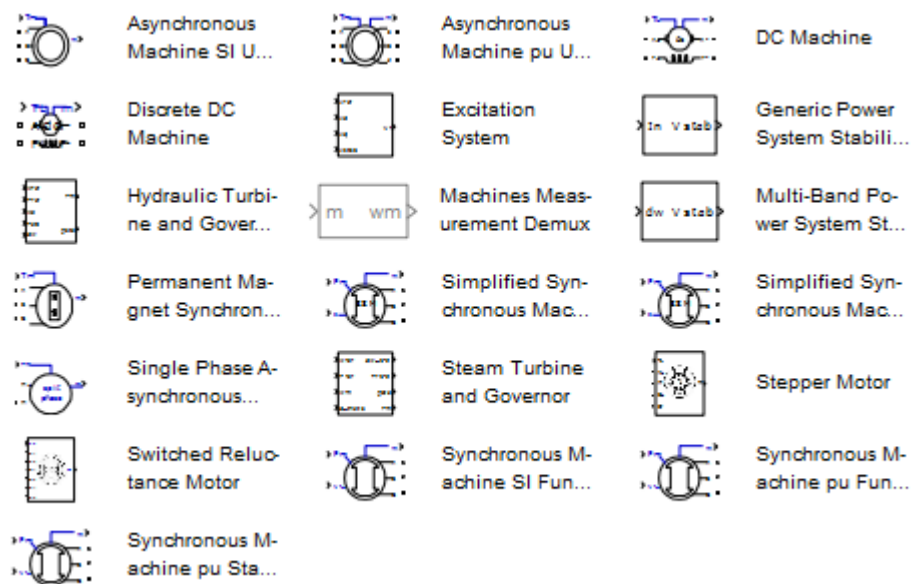 Asynchronous
Machine SI U...
Asynchronous
Machine pu U...
DC Machine
Discrete DC
Machine
Excitation
System
In Vstab
Generic Power
System Stabili...
Hydraulic Turbi-
ne and Gover...
m wm
Machines Meas-
urement Demux
dw Vstab
Multi-Band Po-
wer System St...
Permanent Ma-
gnet Synchron...
Simplified Syn-
chronous Mac...
Simplified Syn-
chronous Mac...
Single Phase A-
synchronous...
Steam Turbine
and Governor
Stepper Motor
Switched Reluc-
tance Motor
Synchronous M-
achine SI Fun...
Synchronous M-
achine pu Fun...
Synchronous M-
achine pu Sta...